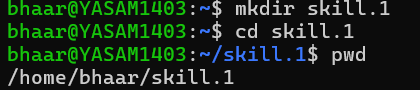 bhaar@YASAM1403:~$ mkdir skill.1
bhaar@YASAM1403:~$ cd skill.1
bhaar@YASAM1403:~/skill.1$ pwd
/home/bhaar/skill.1